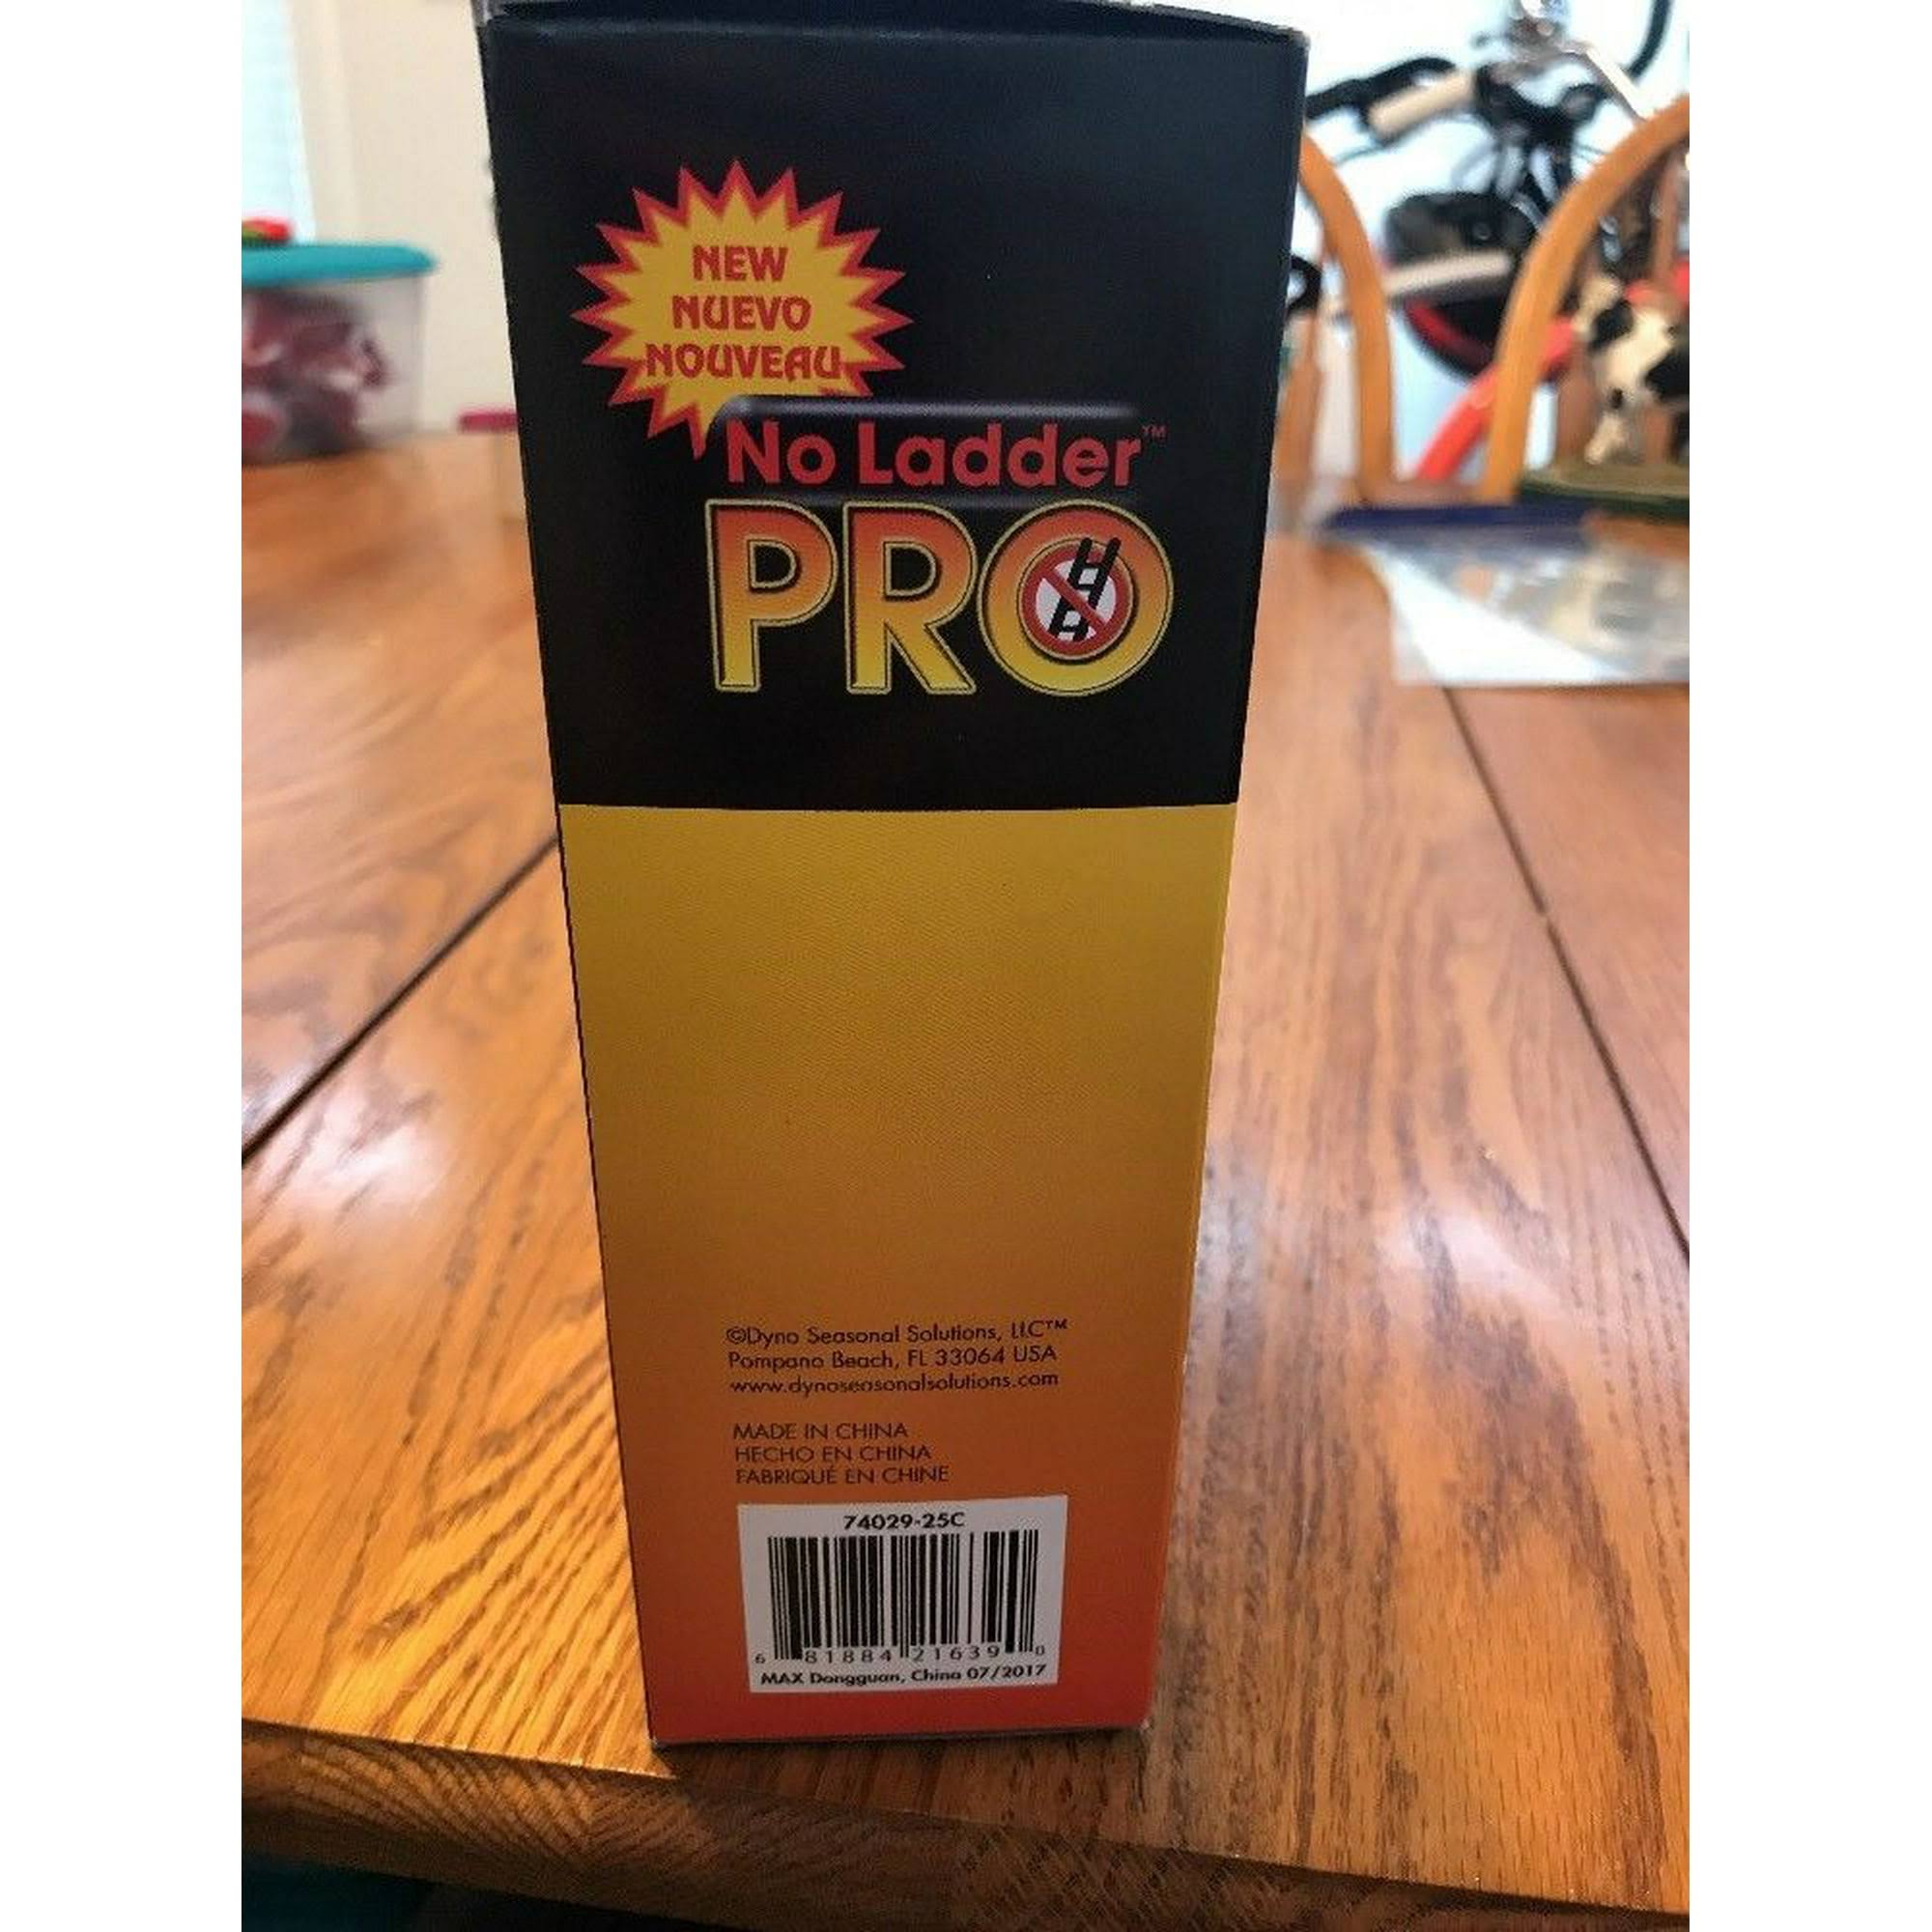 NEW
NUEVO
NOUVEAU
No Ladder™
PRO
©Dyno Seasonal Solutions, LLC™
Pompano Beach, FL 33064 USA
www.dynoseasonalsolutions.com
MADE IN CHINA
HECHO EN CHINA
FABRIQUÉ EN CHINE
74029-25C
6 81884 21639 0
MAX Dongguan, China 07/2017